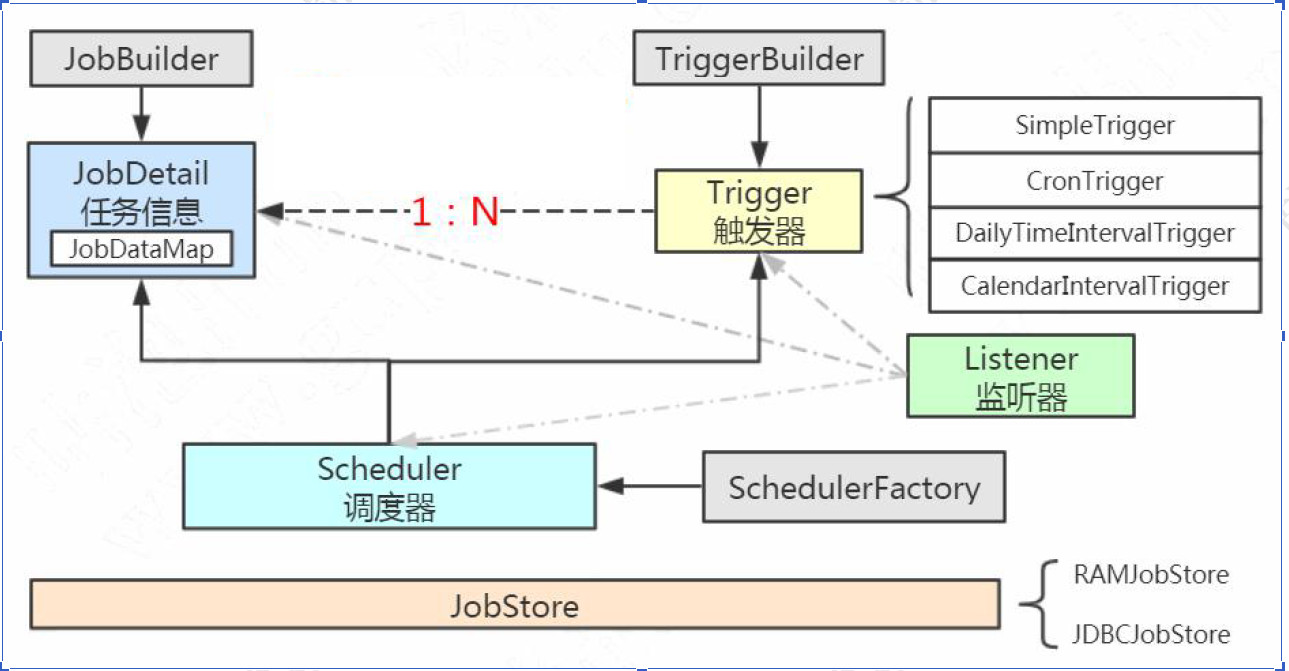 JobBuilder
TriggerBuilder
JobDetail
任务信息
JobDataMap
1：N
Trigger
触发器
SimpleTrigger
CronTrigger
DailyTimeIntervalTrigger
CalendarIntervalTrigger
Listener
监听器
Scheduler
调度器
SchedulerFactory
JobStore
RAMJobStore
JDBCJobStore